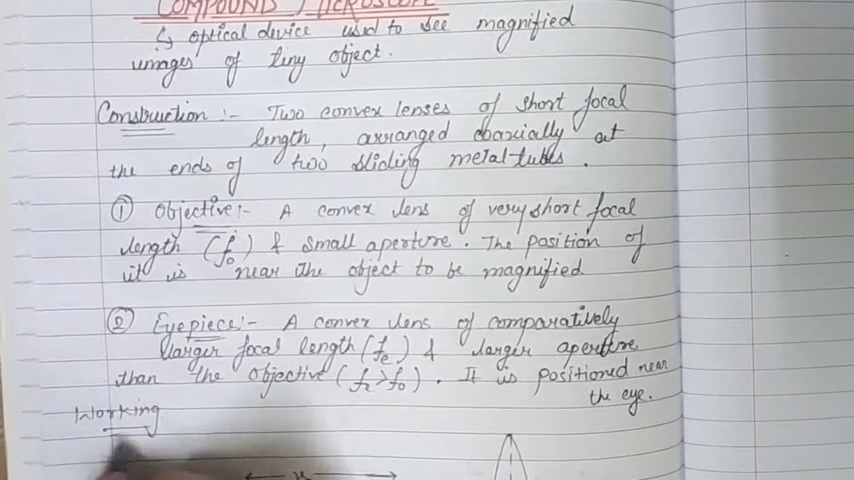 COMPOUND MICROSCOPE
↳ optical device used to see magnified
images of tiny object.
Construction :- Two convex lenses of short focal
length, arranged coaxially at
the ends of two sliding metal tubes.
① Objective:- A convex lens of very short focal
length (fo) & small aperture. The position of
it is near the object to be magnified
② Eyepiece:- A convex lens of comparatively
larger focal length (fe) & larger aperture
than the objective (fe>fo). It is positioned near
the eye.
Working